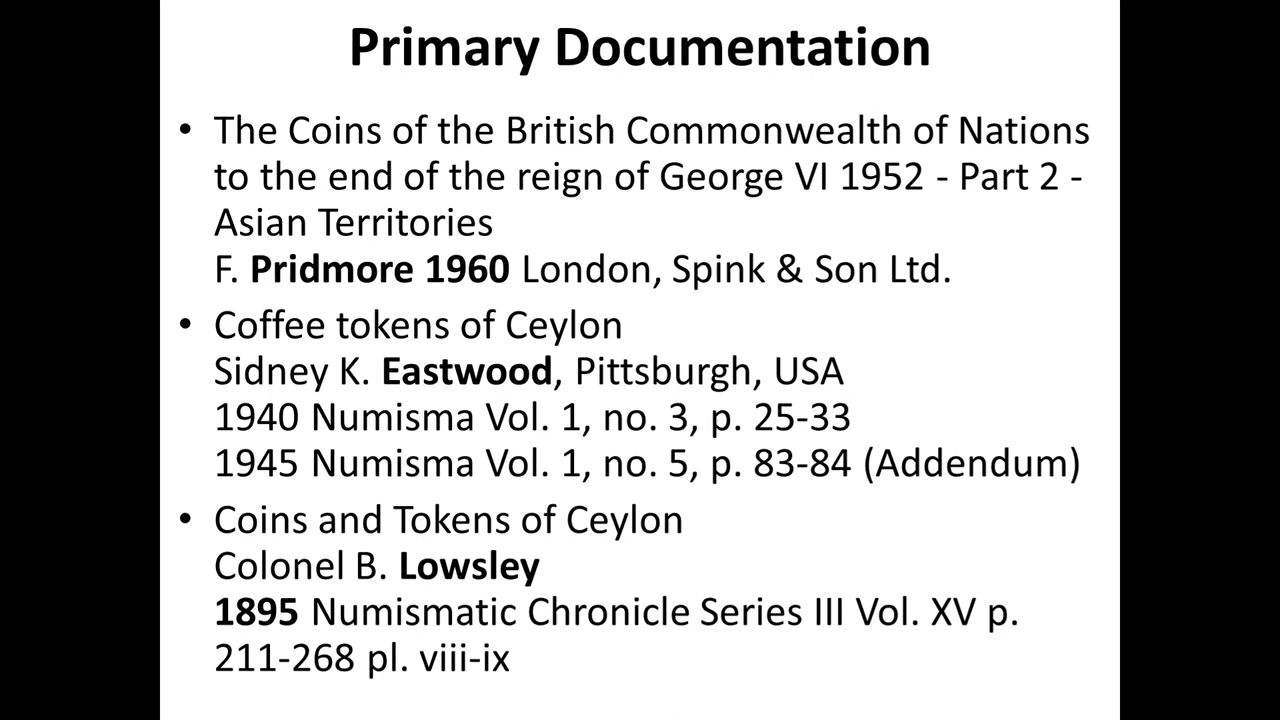 Primary Documentation
• The Coins of the British Commonwealth of Nations
to the end of the reign of George VI 1952 - Part 2 -
Asian Territories
F. Pridmore 1960 London, Spink & Son Ltd.
• Coffee tokens of Ceylon
Sidney K. Eastwood, Pittsburgh, USA
1940 Numisma Vol. 1, no. 3, p. 25-33
1945 Numisma Vol. 1, no. 5, p. 83-84 (Addendum)
• Coins and Tokens of Ceylon
Colonel B. Lowsley
1895 Numismatic Chronicle Series III Vol. XV p.
211-268 pl. viii-ix